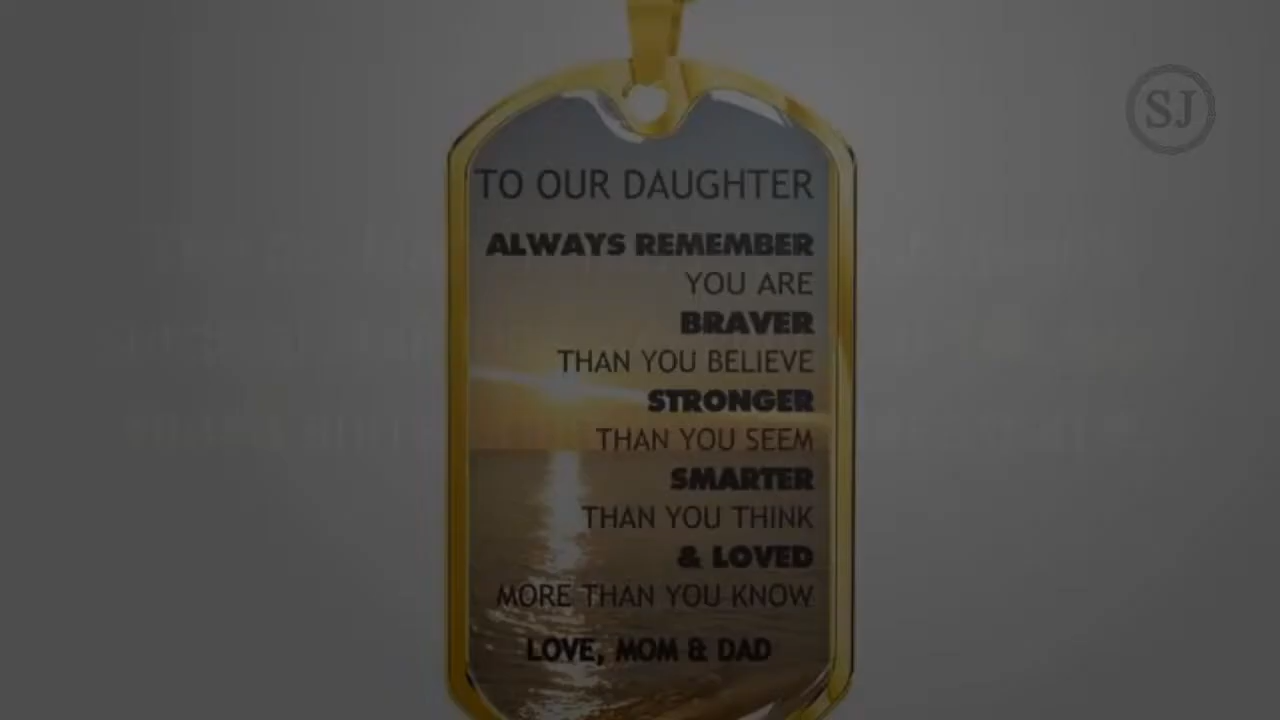 SJ
TO OUR DAUGHTER
ALWAYS REMEMBER
YOU ARE
BRAVER
THAN YOU BELIEVE
STRONGER
THAN YOU SEEM
SMARTER
THAN YOU THINK
& LOVED
MORE THAN YOU KNOW
LOVE, MOM & DAD